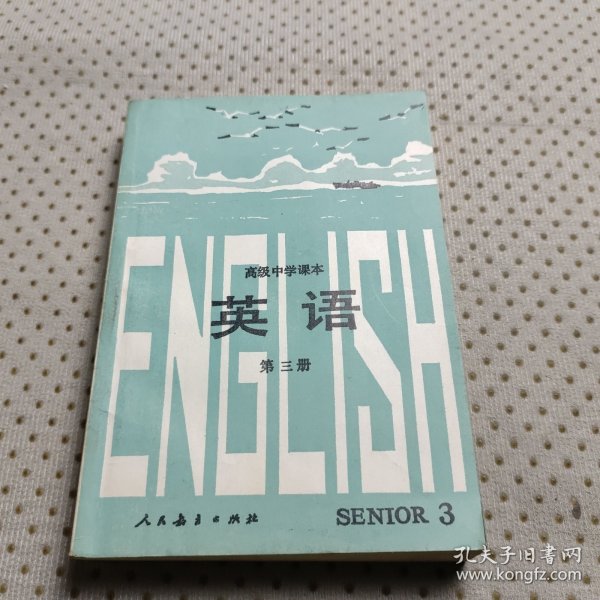 高级中学课本
英语
第三册
ENGLISH
人民教育出版社
SENIOR 3
孔夫子旧书网
www.kongfz.com